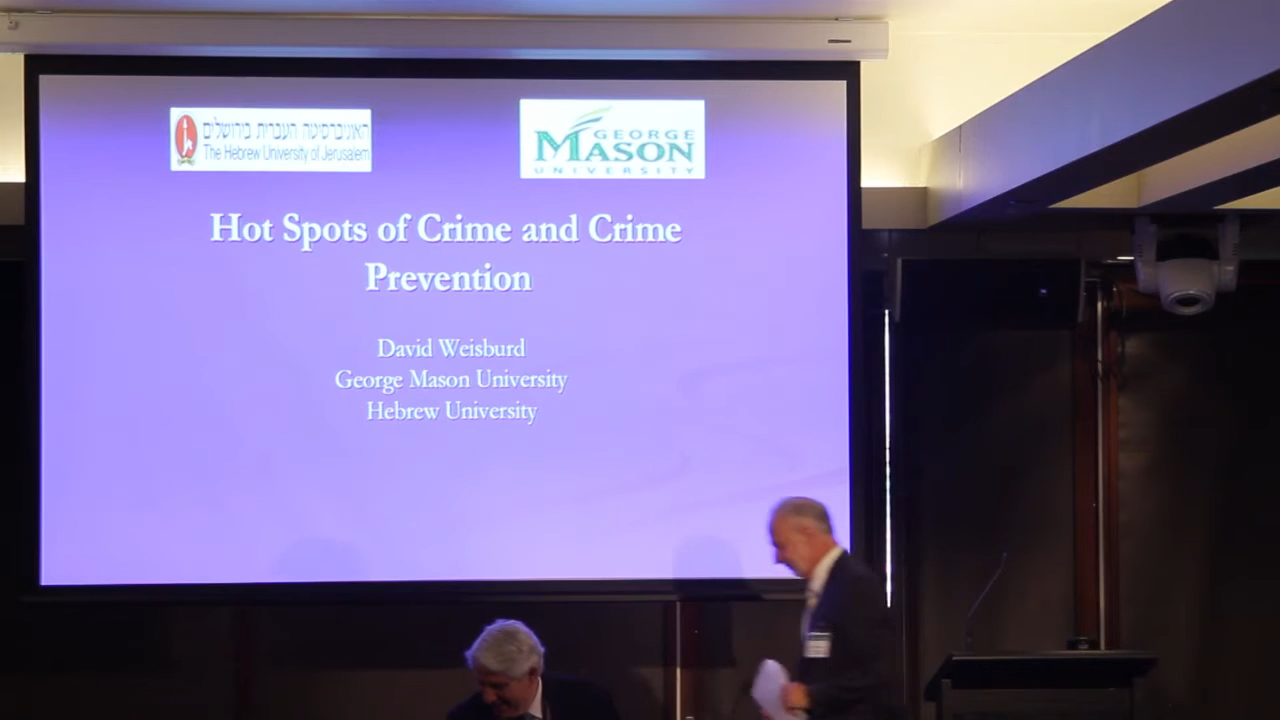 האוניברסיטה העברית בירושלים
The Hebrew University of Jerusalem
GEORGE
MASON
UNIVERSITY
Hot Spots of Crime and Crime
Prevention
David Weisburd
George Mason University
Hebrew University